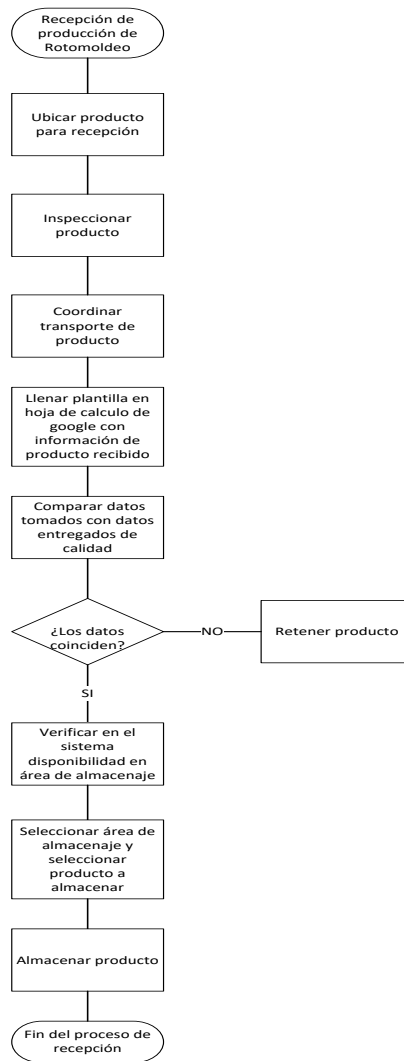 Recepción de
producción de
Rotomoldeo
Ubicar producto
para recepción
Inspeccionar
producto
Coordinar
transporte de
producto
Llenar plantilla en
hoja de calculo de
google con
información de
producto recibido
Comparar datos
tomados con datos
entregados de
calidad
¿Los datos
coinciden?
NO
Retener producto
SI
Verificar en el
sistema
disponibilidad en
área de almacenaje
Seleccionar área de
almacenaje y
seleccionar
producto a
almacenar
Almacenar producto
Fin del proceso de
recepción